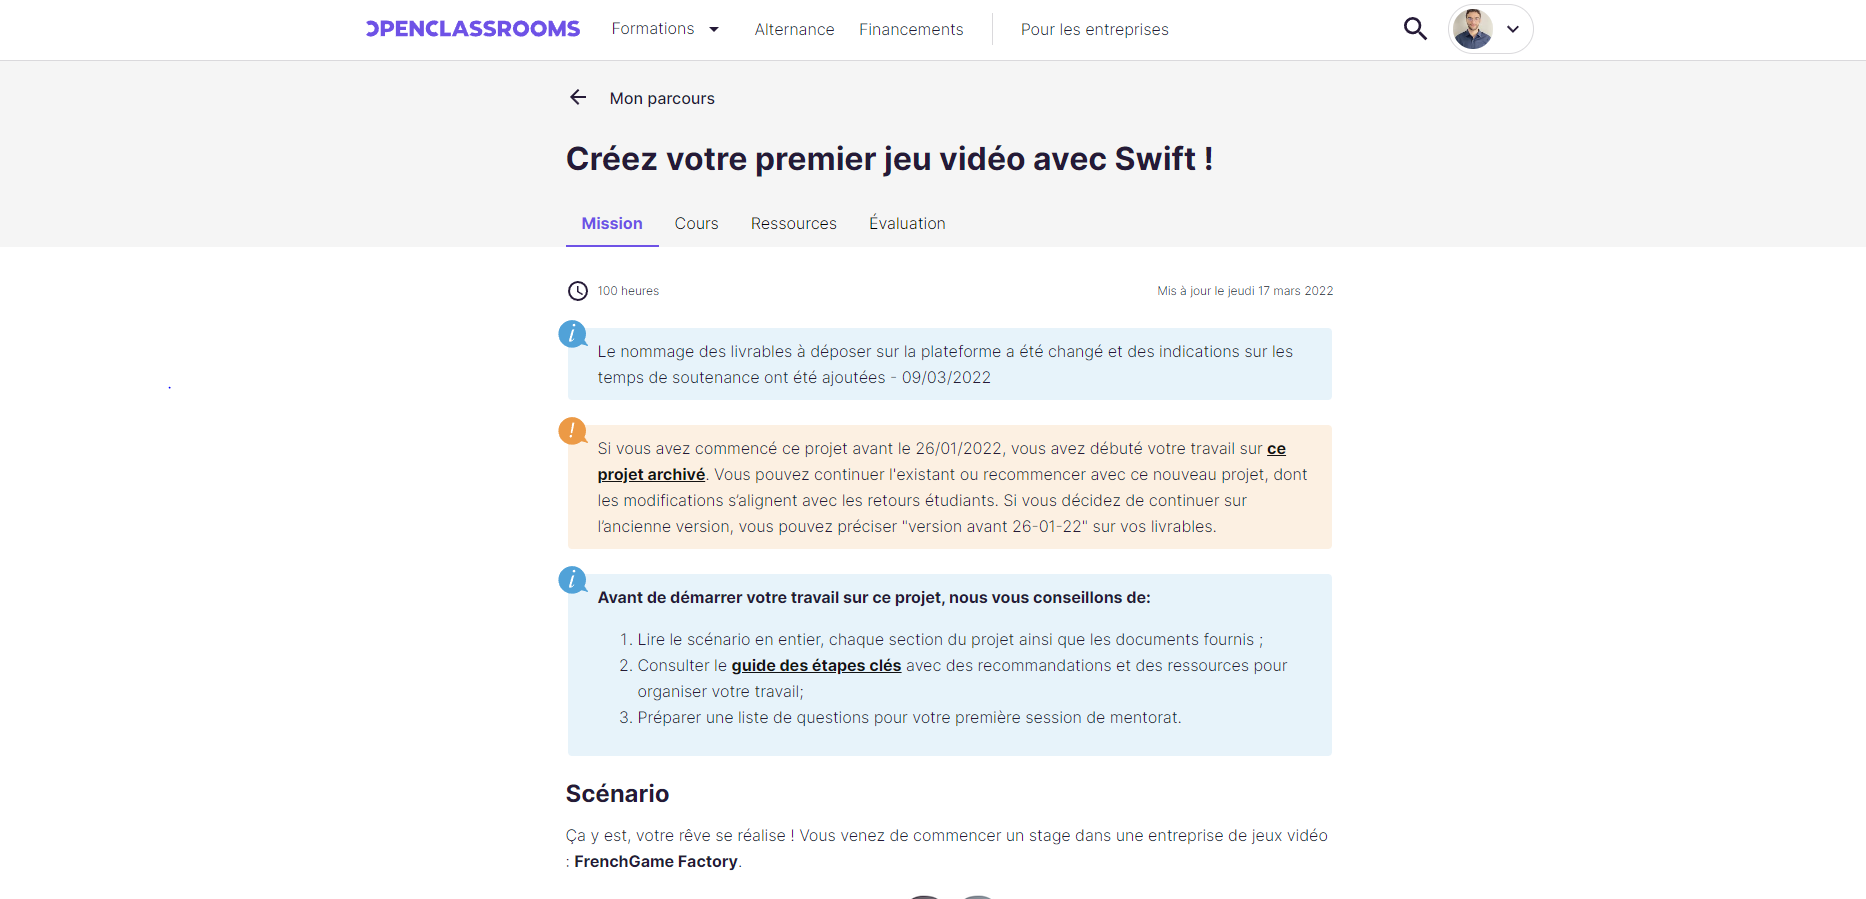 OPENCLASSROOMS Formations Alternance Financements Pour les entreprises
Mon parcours
Créez votre premier jeu vidéo avec Swift !
Mission Cours Ressources Évaluation
100 heures Mis à jour le jeudi 17 mars 2022
Le nommage des livrables à déposer sur la plateforme a été changé et des indications sur les
temps de soutenance ont été ajoutées - 09/03/2022
Si vous avez commencé ce projet avant le 26/01/2022, vous avez débuté votre travail sur ce
projet archivé. Vous pouvez continuer l'existant ou recommencer avec ce nouveau projet, dont
les modifications s’alignent avec les retours étudiants. Si vous décidez de continuer sur
l’ancienne version, vous pouvez préciser "version avant 26-01-22" sur vos livrables.
Avant de démarrer votre travail sur ce projet, nous vous conseillons de:
1. Lire le scénario en entier, chaque section du projet ainsi que les documents fournis ;
2. Consulter le guide des étapes clés avec des recommandations et des ressources pour
organiser votre travail;
3. Préparer une liste de questions pour votre première session de mentorat.
Scénario
Ça y est, votre rêve se réalise ! Vous venez de commencer un stage dans une entreprise de jeux vidéo
: FrenchGame Factory.